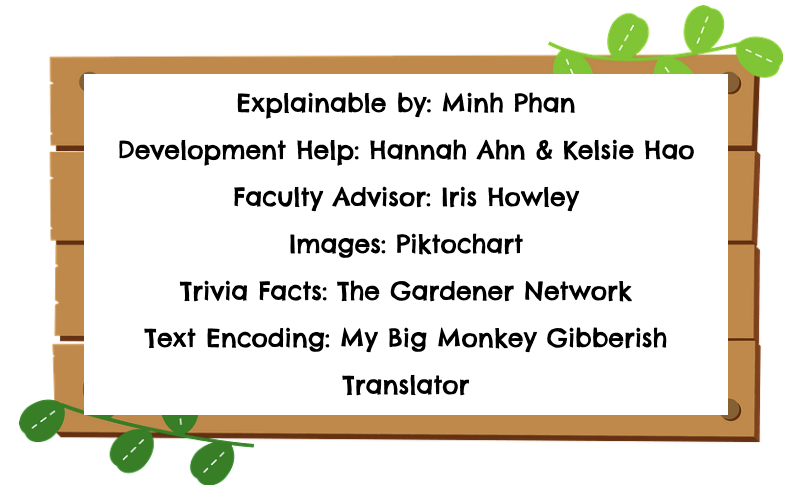 Explainable by: Minh Phan
Development Help: Hannah Ahn & Kelsie Hao
Faculty Advisor: Iris Howley
Images: Piktochart
Trivia Facts: The Gardener Network
Text Encoding: My Big Monkey Gibberish
Translator